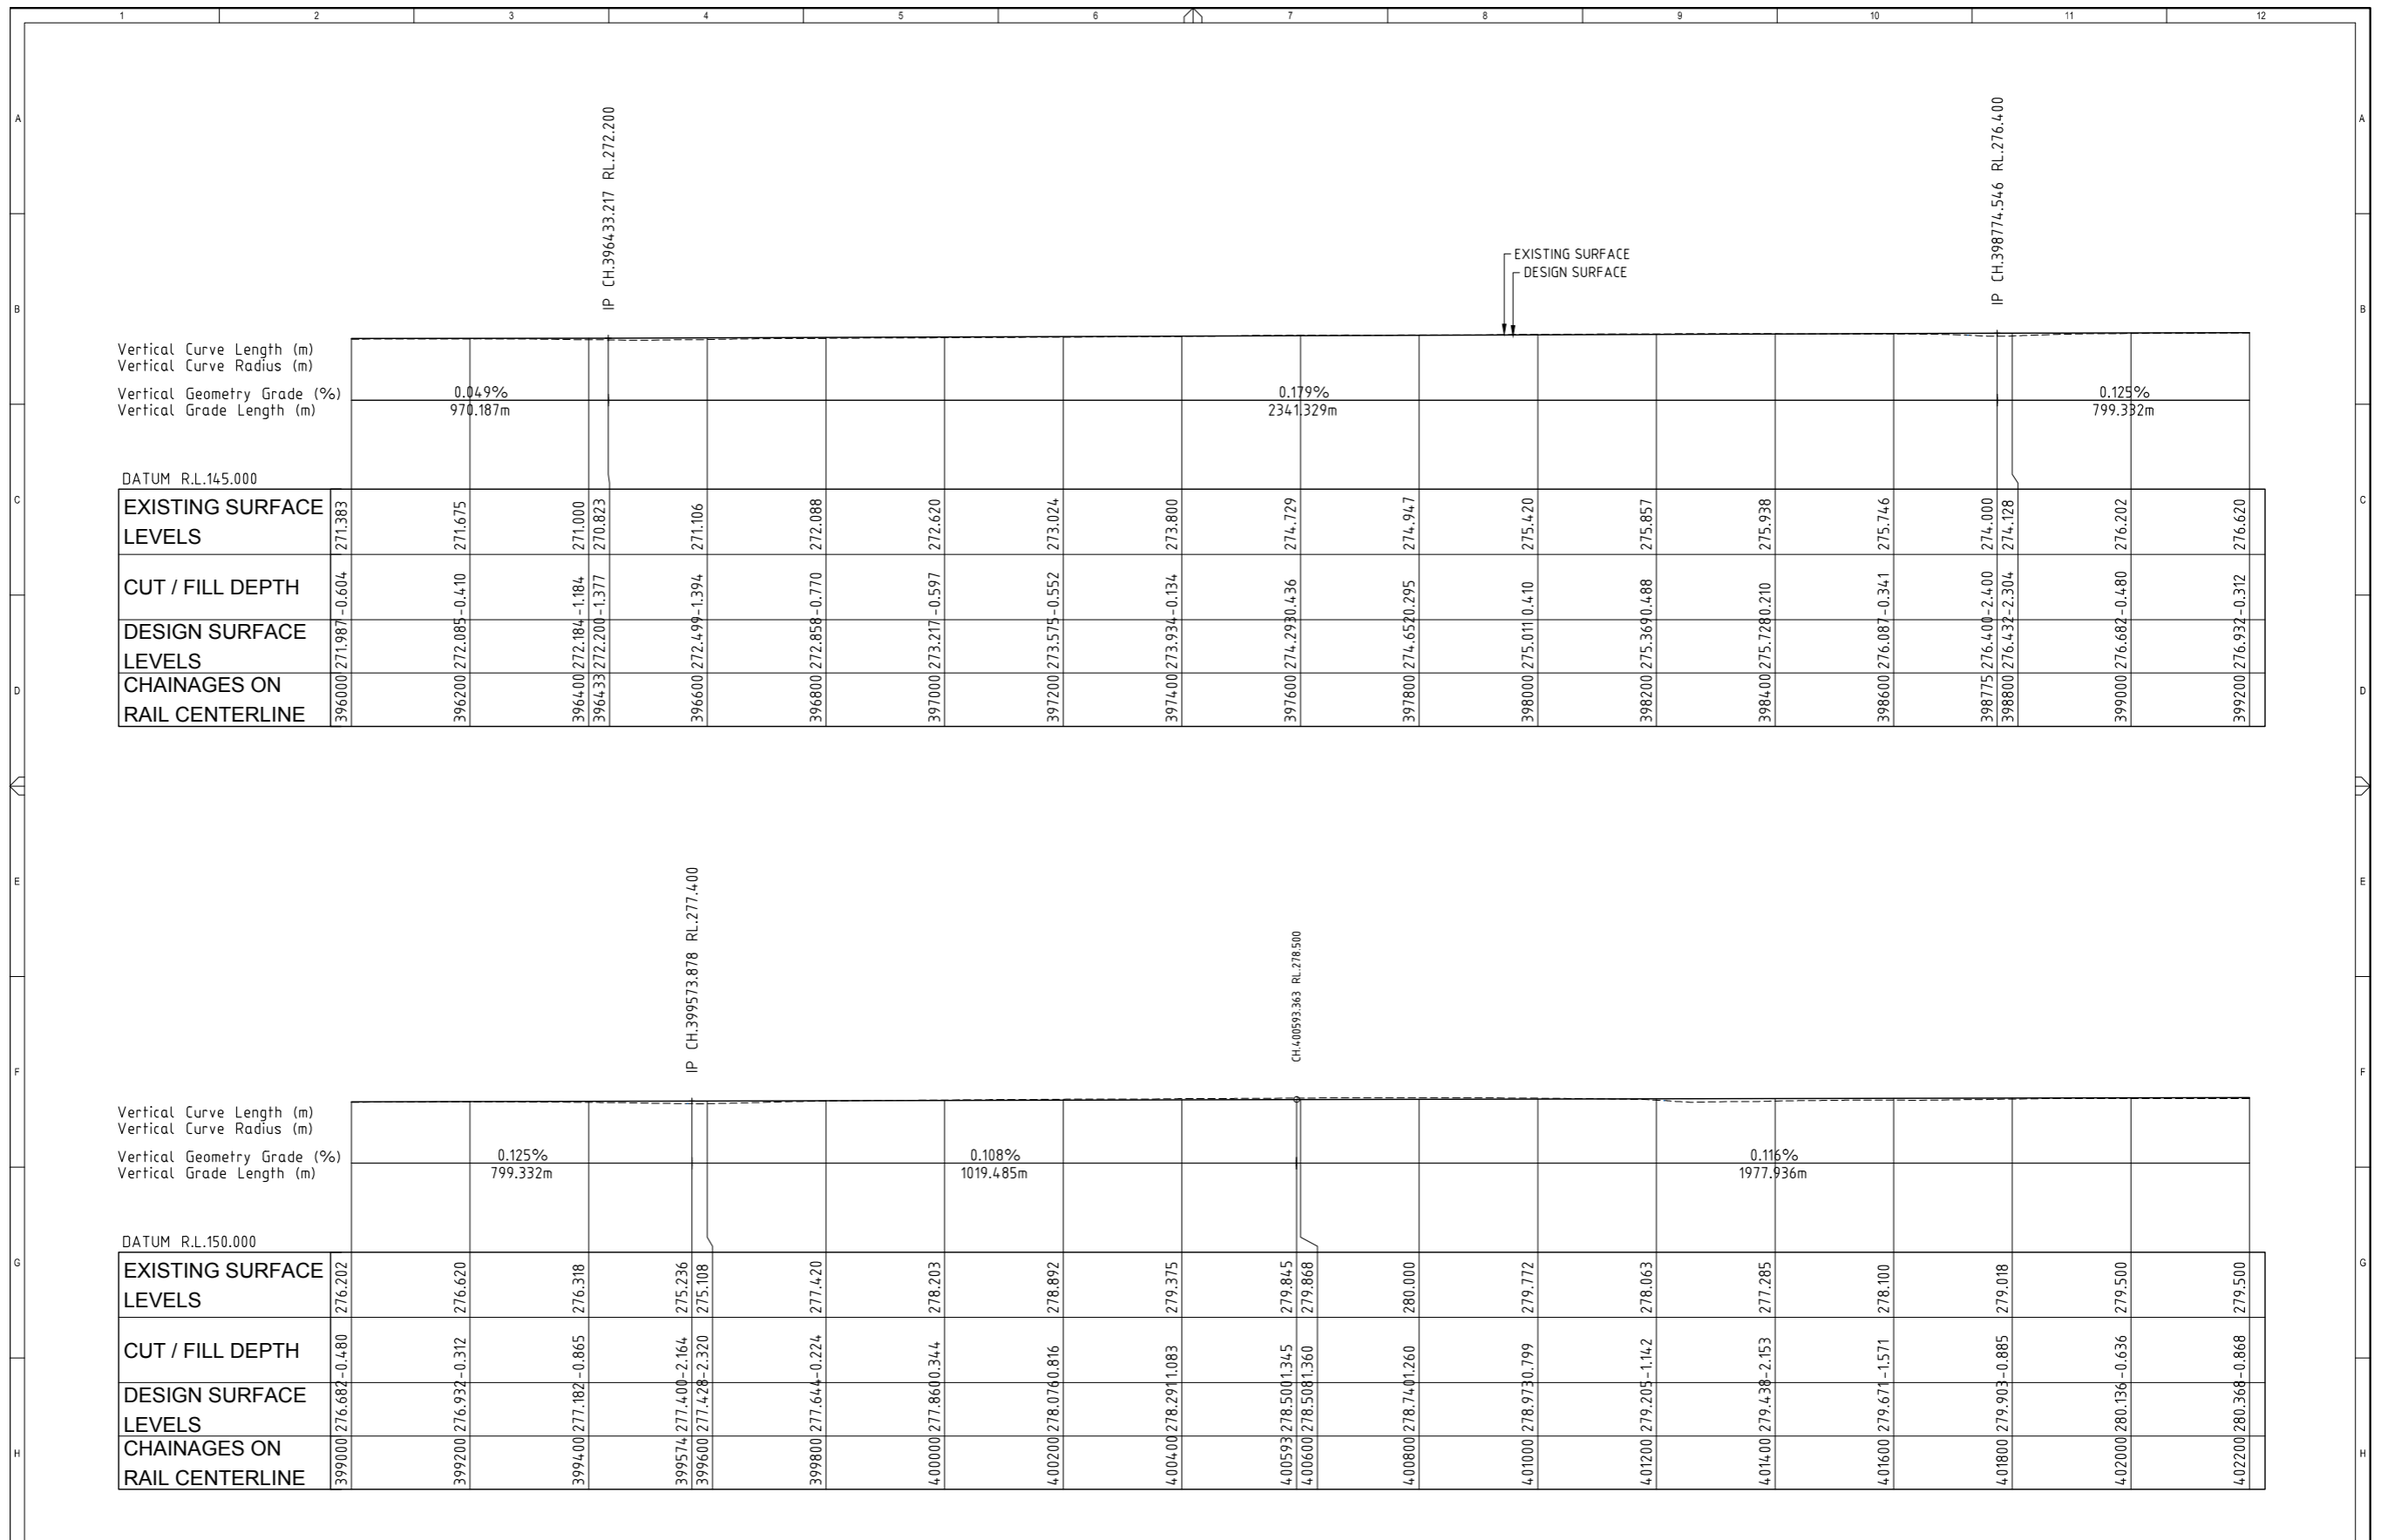 1 2 3 4 5 6 7 8 9 10 11 12
A A
IP CH.396433.217 RL.272.200
IP CH.398774.546 RL.276.400
EXISTING SURFACE
DESIGN SURFACE
B B
Vertical Curve Length (m)
Vertical Curve Radius (m)
Vertical Geometry Grade (%) 0.049% 0.179% 0.125%
Vertical Grade Length (m) 970.187m 2341.329m 799.332m
DATUM R.L.145.000
C C
EXISTING SURFACE
LEVELS
271.383 271.675 271.000 270.823 271.106 272.088 272.620 273.024 273.800 274.729 274.947 275.420 275.857 275.938 275.746 274.000 274.128 276.202 276.620
CUT / FILL DEPTH
-0.604 -0.410 -1.184 -1.377 -1.394 -0.770 -0.597 -0.552 -0.134 0.436 0.295 0.410 0.488 0.210 -0.341 -2.400 -2.304 -0.480 -0.312
DESIGN SURFACE
LEVELS
271.987 272.085 272.184 272.200 272.499 272.858 273.217 273.575 273.934 274.293 274.652 275.011 275.369 275.728 276.087 276.400 276.432 276.682 276.932
D D
CHAINAGES ON
RAIL CENTERLINE
396000 396200 396400 396433 396600 396800 397000 397200 397400 397600 397800 398000 398200 398400 398600 398775 398800 399000 399200
E E
IP CH.399573.878 RL.277.400
CH.400593.363 RL.278.500
F F
Vertical Curve Length (m)
Vertical Curve Radius (m)
Vertical Geometry Grade (%) 0.125% 0.108% 0.116%
Vertical Grade Length (m) 799.332m 1019.485m 1977.936m
DATUM R.L.150.000
G G
EXISTING SURFACE
LEVELS
276.202 276.620 276.318 275.236 275.108 277.420 278.203 278.892 279.375 279.845 279.868 280.000 279.772 278.063 277.285 278.100 279.018 279.500 279.500
CUT / FILL DEPTH
-0.480 -0.312 -0.865 -2.164 -2.320 -0.224 0.344 0.816 1.083 1.345 1.360 1.260 0.799 -1.142 -2.153 -1.571 -0.885 -0.636 -0.868
DESIGN SURFACE
LEVELS
276.682 276.932 277.182 277.400 277.428 277.644 277.860 278.076 278.291 278.500 278.508 278.740 278.973 279.205 279.438 279.671 279.903 280.136 280.368
H H
CHAINAGES ON
RAIL CENTERLINE
399000 399200 399400 399574 399600 399800 400000 400200 400400 400593 400600 400800 401000 401200 401400 401600 401800 402000 402200